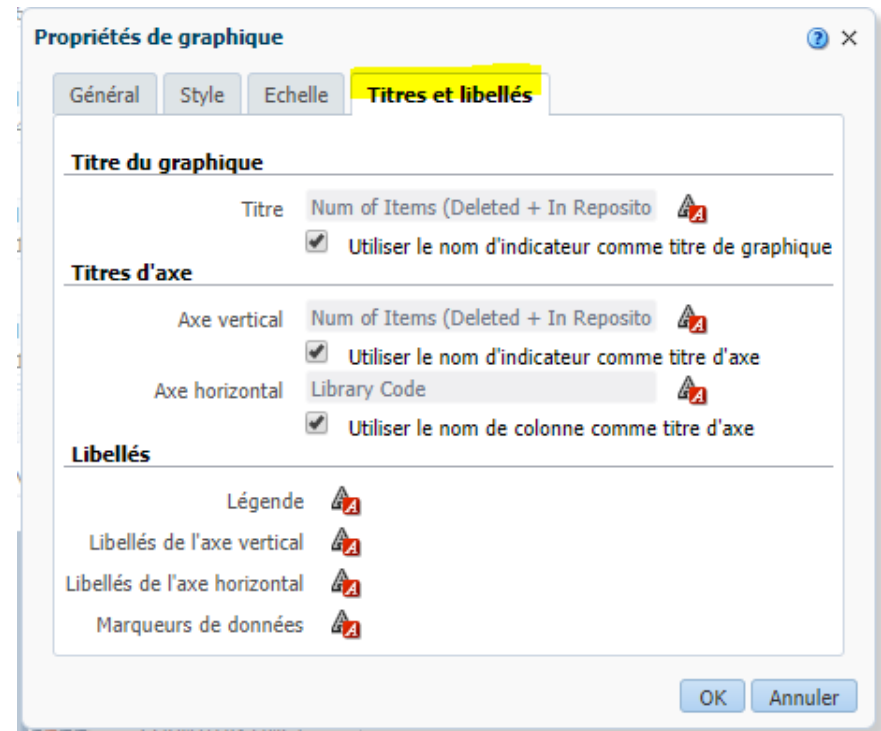 Propriétés de graphique
Général Style Echelle Titres et libellés
Titre du graphique
Titre Num of Items (Deleted + In Reposito
Utiliser le nom d'indicateur comme titre de graphique
Titres d'axe
Axe vertical Num of Items (Deleted + In Reposito
Utiliser le nom d'indicateur comme titre d'axe
Axe horizontal Library Code
Utiliser le nom de colonne comme titre d'axe
Libellés
Légende
Libellés de l'axe vertical
Libellés de l'axe horizontal
Marqueurs de données
OK Annuler